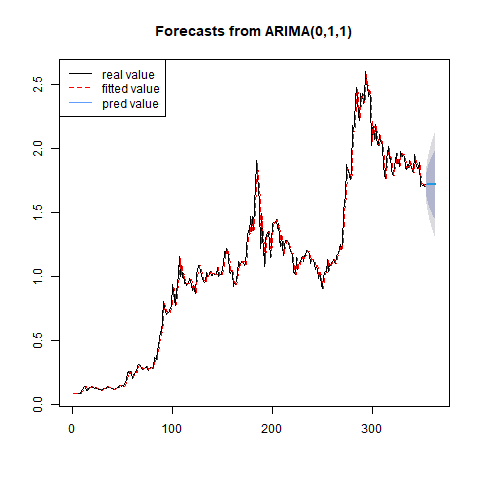 Forecasts from ARIMA(0,1,1)
real value
fitted value
pred value
2.5
2.0
1.5
1.0
0.5
0.0
0
100
200
300